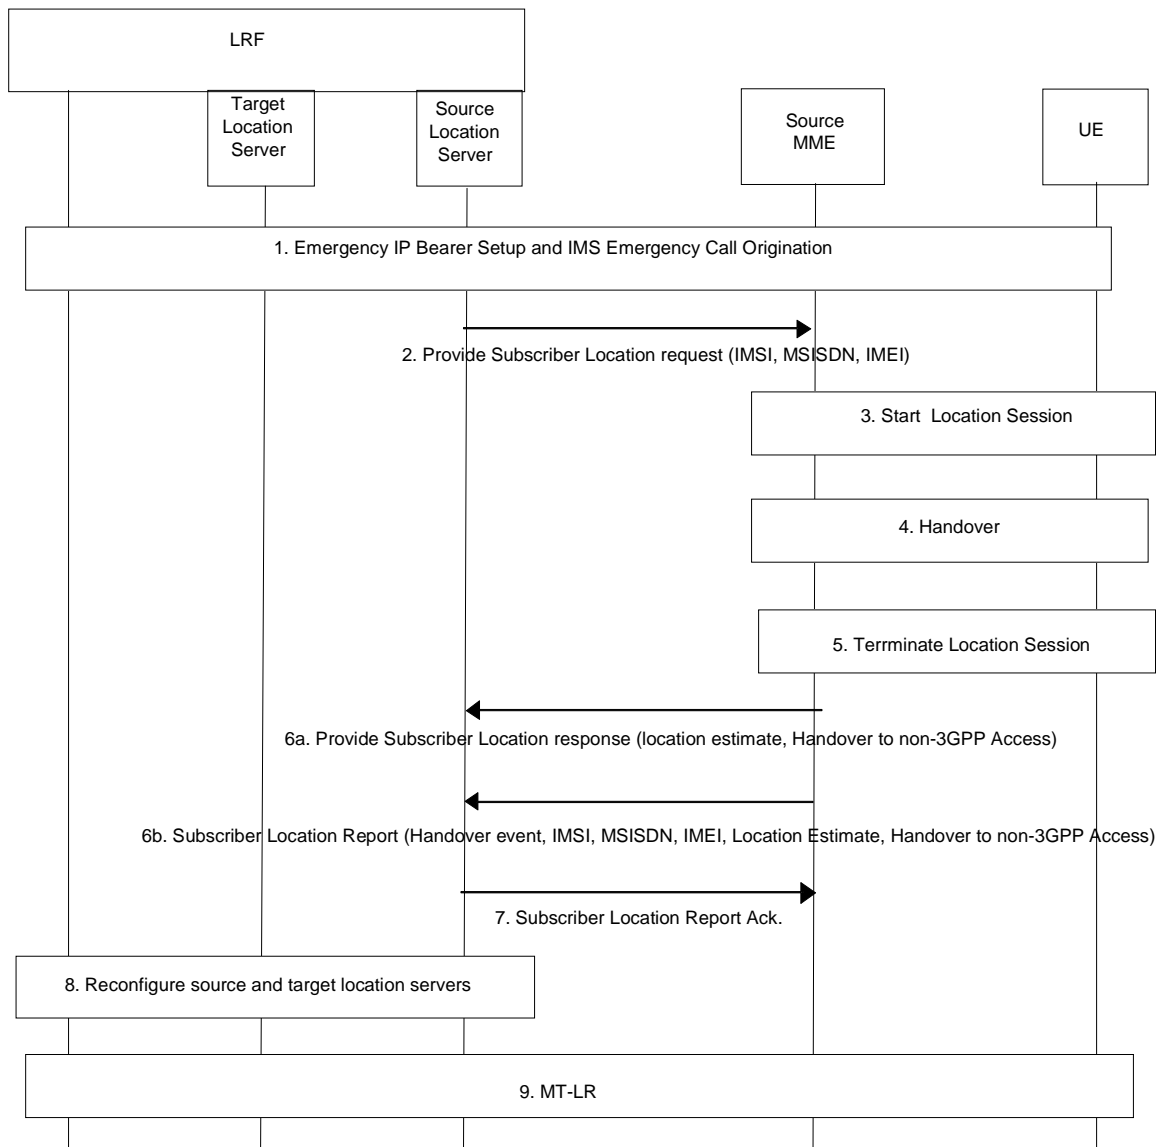 LRF
Target
Location
Server
Source
Location
Server
Source
MME
UE
1. Emergency IP Bearer Setup and IMS Emergency Call Origination
2. Provide Subscriber Location request (IMSI, MSISDN, IMEI)
3. Start Location Session
4. Handover
5. Terrminate Location Session
6a. Provide Subscriber Location response (location estimate, Handover to non-3GPP Access)
6b. Subscriber Location Report (Handover event, IMSI, MSISDN, IMEI, Location Estimate, Handover to non-3GPP Access)
7. Subscriber Location Report Ack.
8. Reconfigure source and target location servers
9. MT-LR